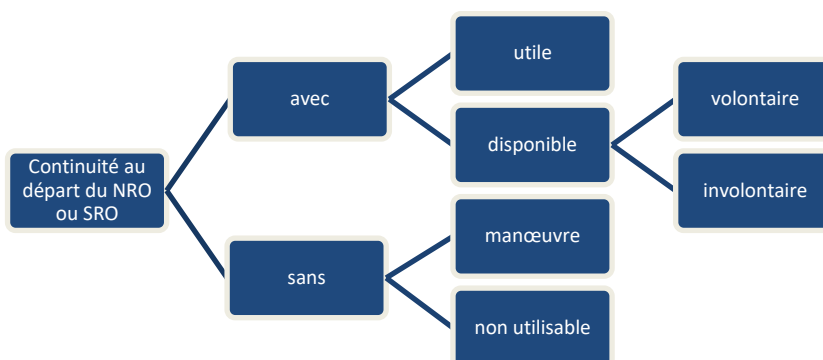 Continuité au
départ du NRO
ou SRO
avec
utile
disponible
volontaire
involontaire
sans
manœuvre
non utilisable